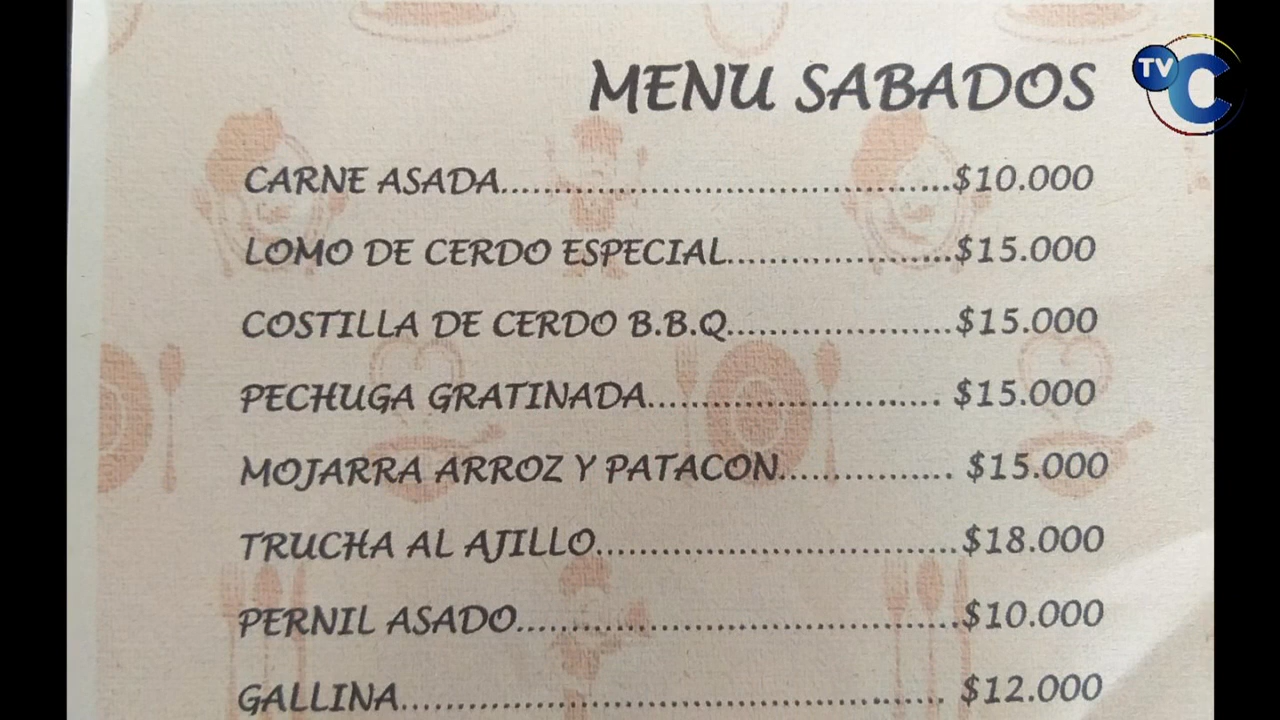 MENU SABADOS
TV C
CARNE ASADA..............................................$10.000
LOMO DE CERDO ESPECIAL.......................$15.000
COSTILLA DE CERDO B.B.Q.......................$15.000
PECHUGA GRATINADA............................. $15.000
MOJARRA ARROZ Y PATACON................. $15.000
TRUCHA AL AJILLO.....................................$18.000
PERNIL ASADO.............................................$10.000
GALLINA...................................................... $12.000